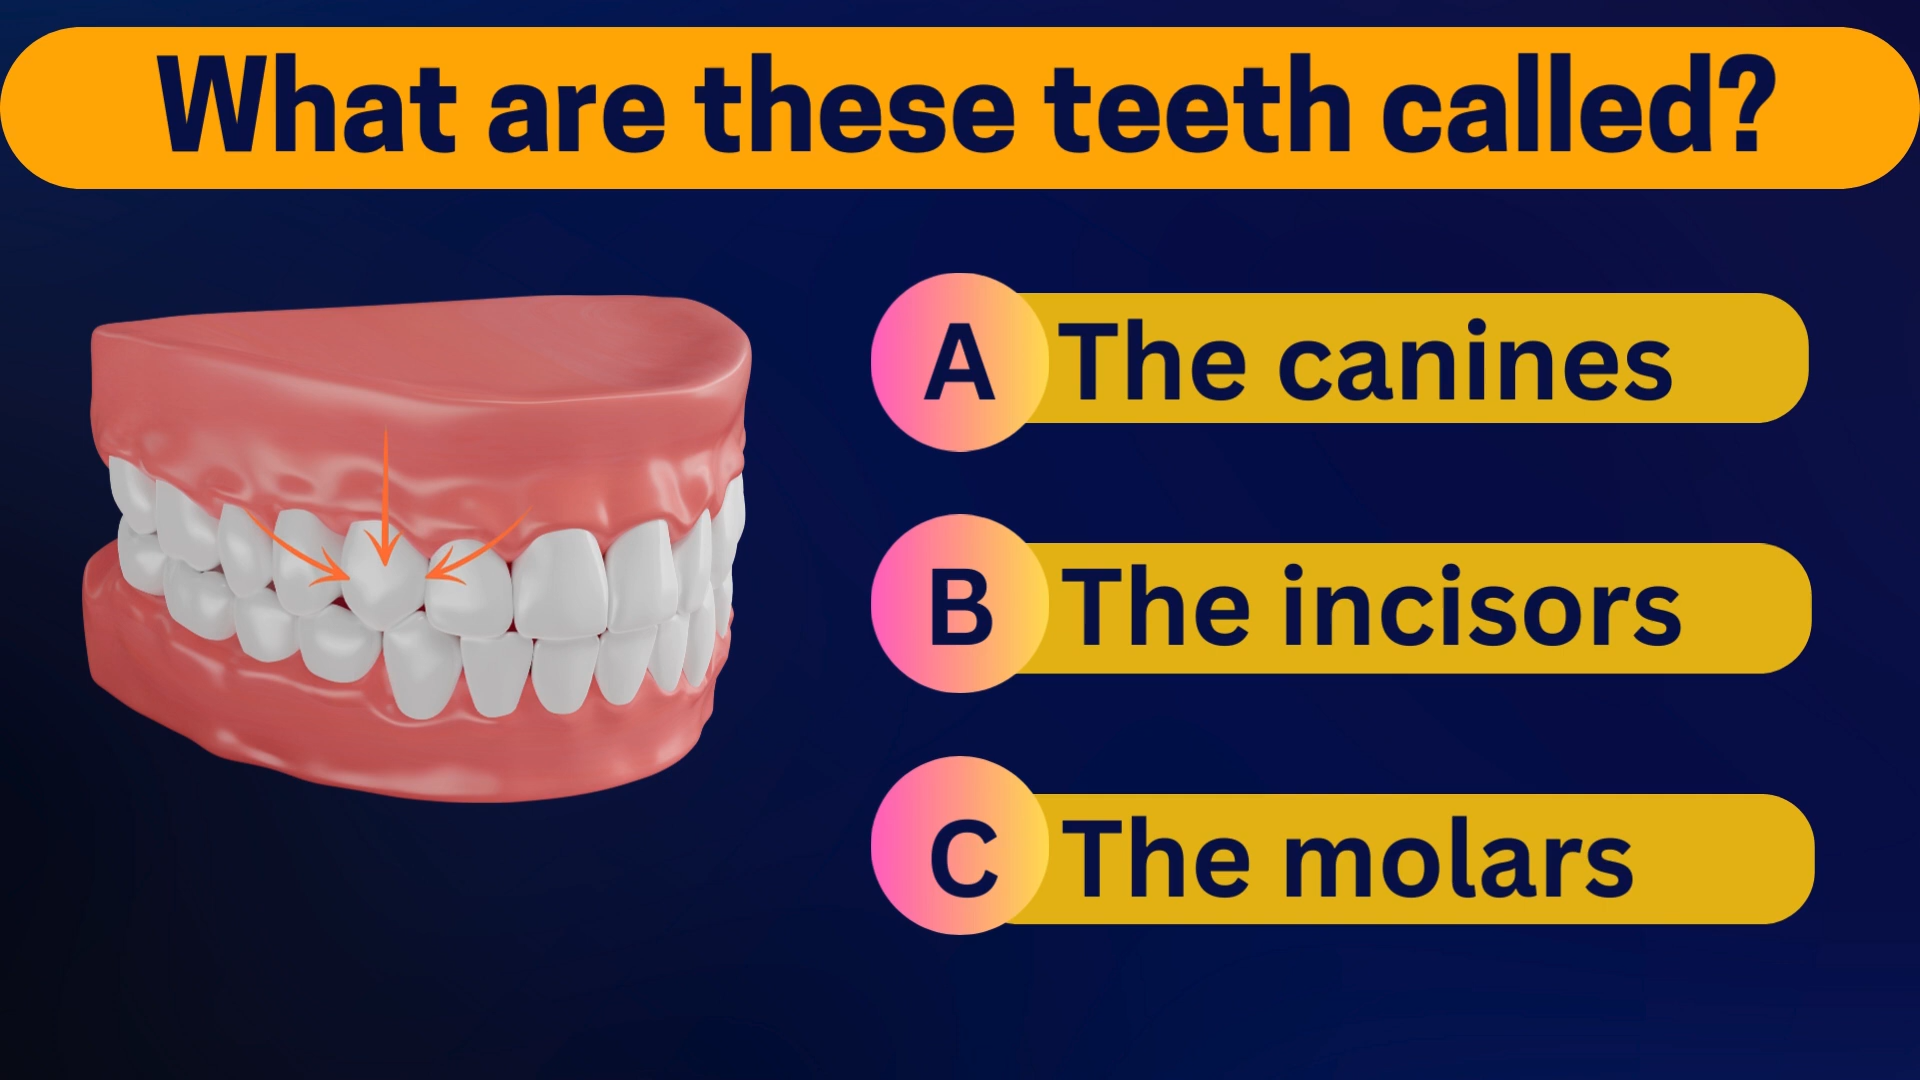 What are these teeth called?
A The canines
B The incisors
C The molars